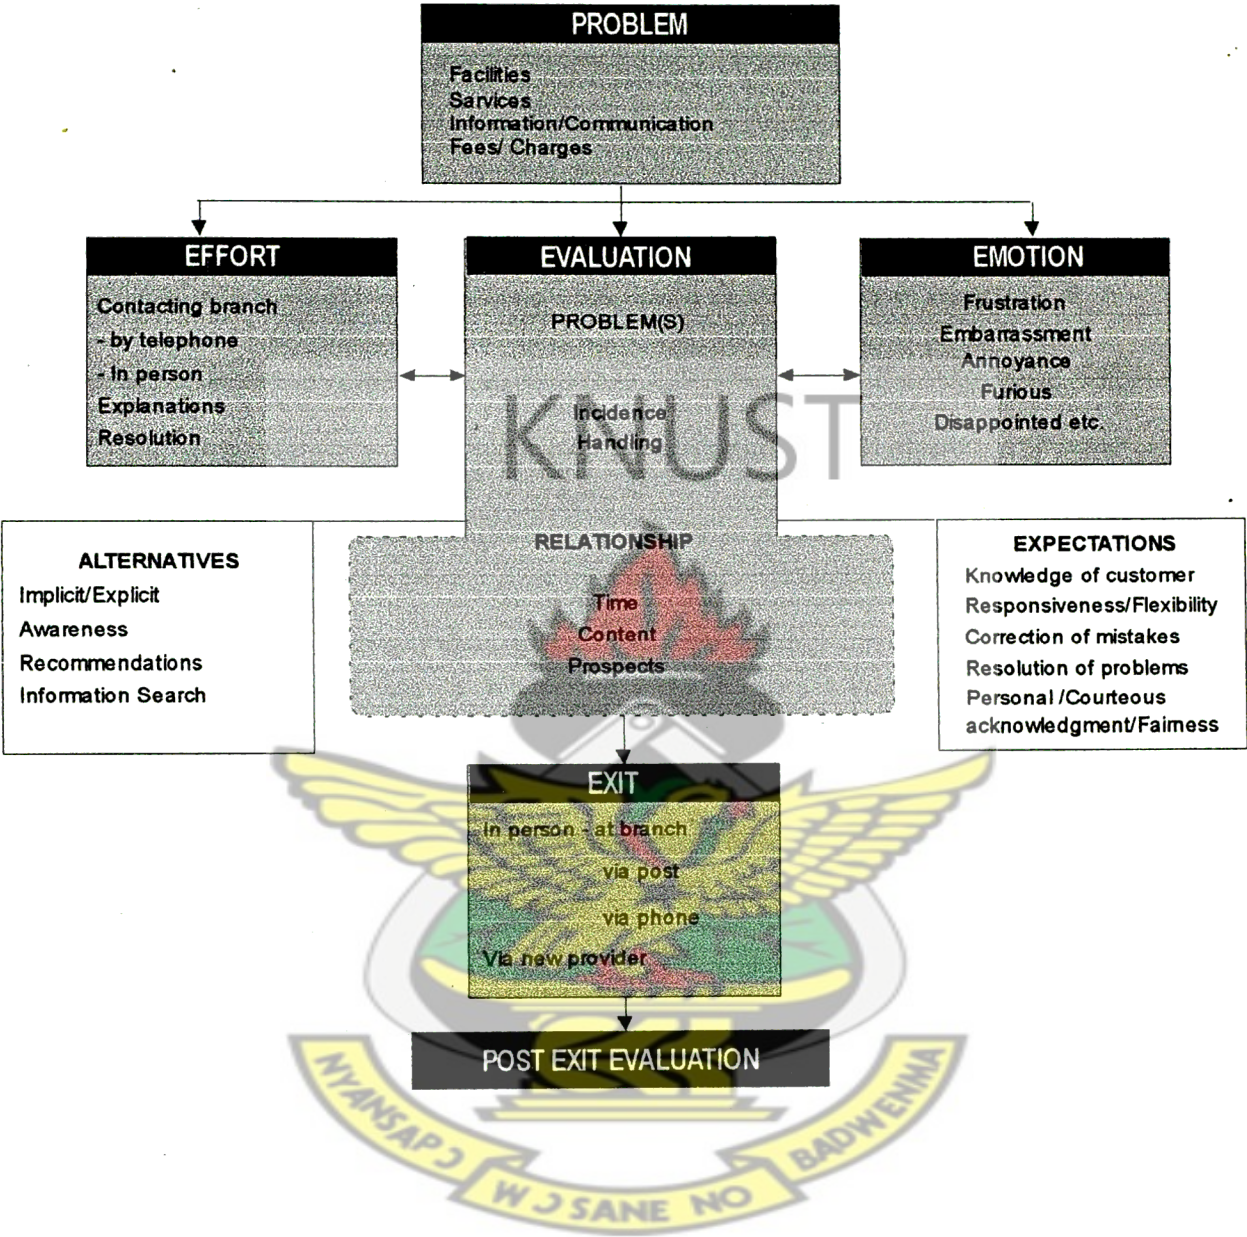 PROBLEM
Facilities
Sarvices
Information/Communication
Fees/ Charges
EFFORT
Contacting branch
- by telephone
- In person
Explanations
Resolution
EVALUATION
PROBLEM(S)
Incidence
Handling
EMOTION
Frustration
Embarrassment
Annoyance
Furious
Disappointed etc.
KNUST
ALTERNATIVES
Implicit/Explicit
Awareness
Recommendations
Information Search
RELATIONSHIP
Time
Content
Prospects
EXPECTATIONS
Knowledge of customer
Responsiveness/Flexibility
Correction of mistakes
Resolution of problems
Personal /Courteous
acknowledgment/Fairness
EXIT
In person - at branch
via post
via phone
Via new provider
POST EXIT EVALUATION
NYANSAPƆ
WƆSANE NO
BADWENMA